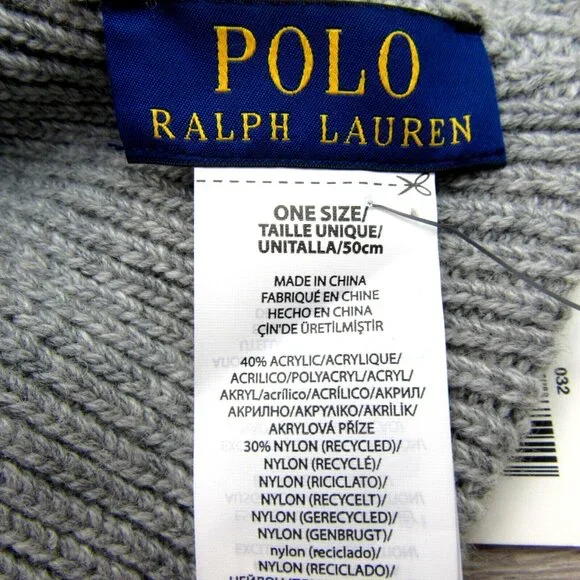 POLO
RALPH LAUREN
ONE SIZE/
TAILLE UNIQUE/
UNITALLA/50cm
MADE IN CHINA
FABRIQUÉ EN CHINE
HECHO EN CHINA
ÇİN'DE ÜRETİLMİŞTİR
40% ACRYLIC/ACRYLIQUE/
ACRILICO/POLYACRYL/ACRYL/
AKRYL/acrílico/ACRÍLICO/АКРИЛ/
АКРИЛНО/ΑΚΡΥΛΙΚΟ/AKRİLİK/
AKRYLOVÁ PŘÍZE
30% NYLON (RECYCLED)/
NYLON (RECYCLÉ)/
NYLON (RICICLATO)/
NYLON (RECYCELT)/
NYLON (GERECYCLED)/
NYLON (GENBRUGT)/
nylon (reciclado)/
NYLON (RECICLADO)/
032